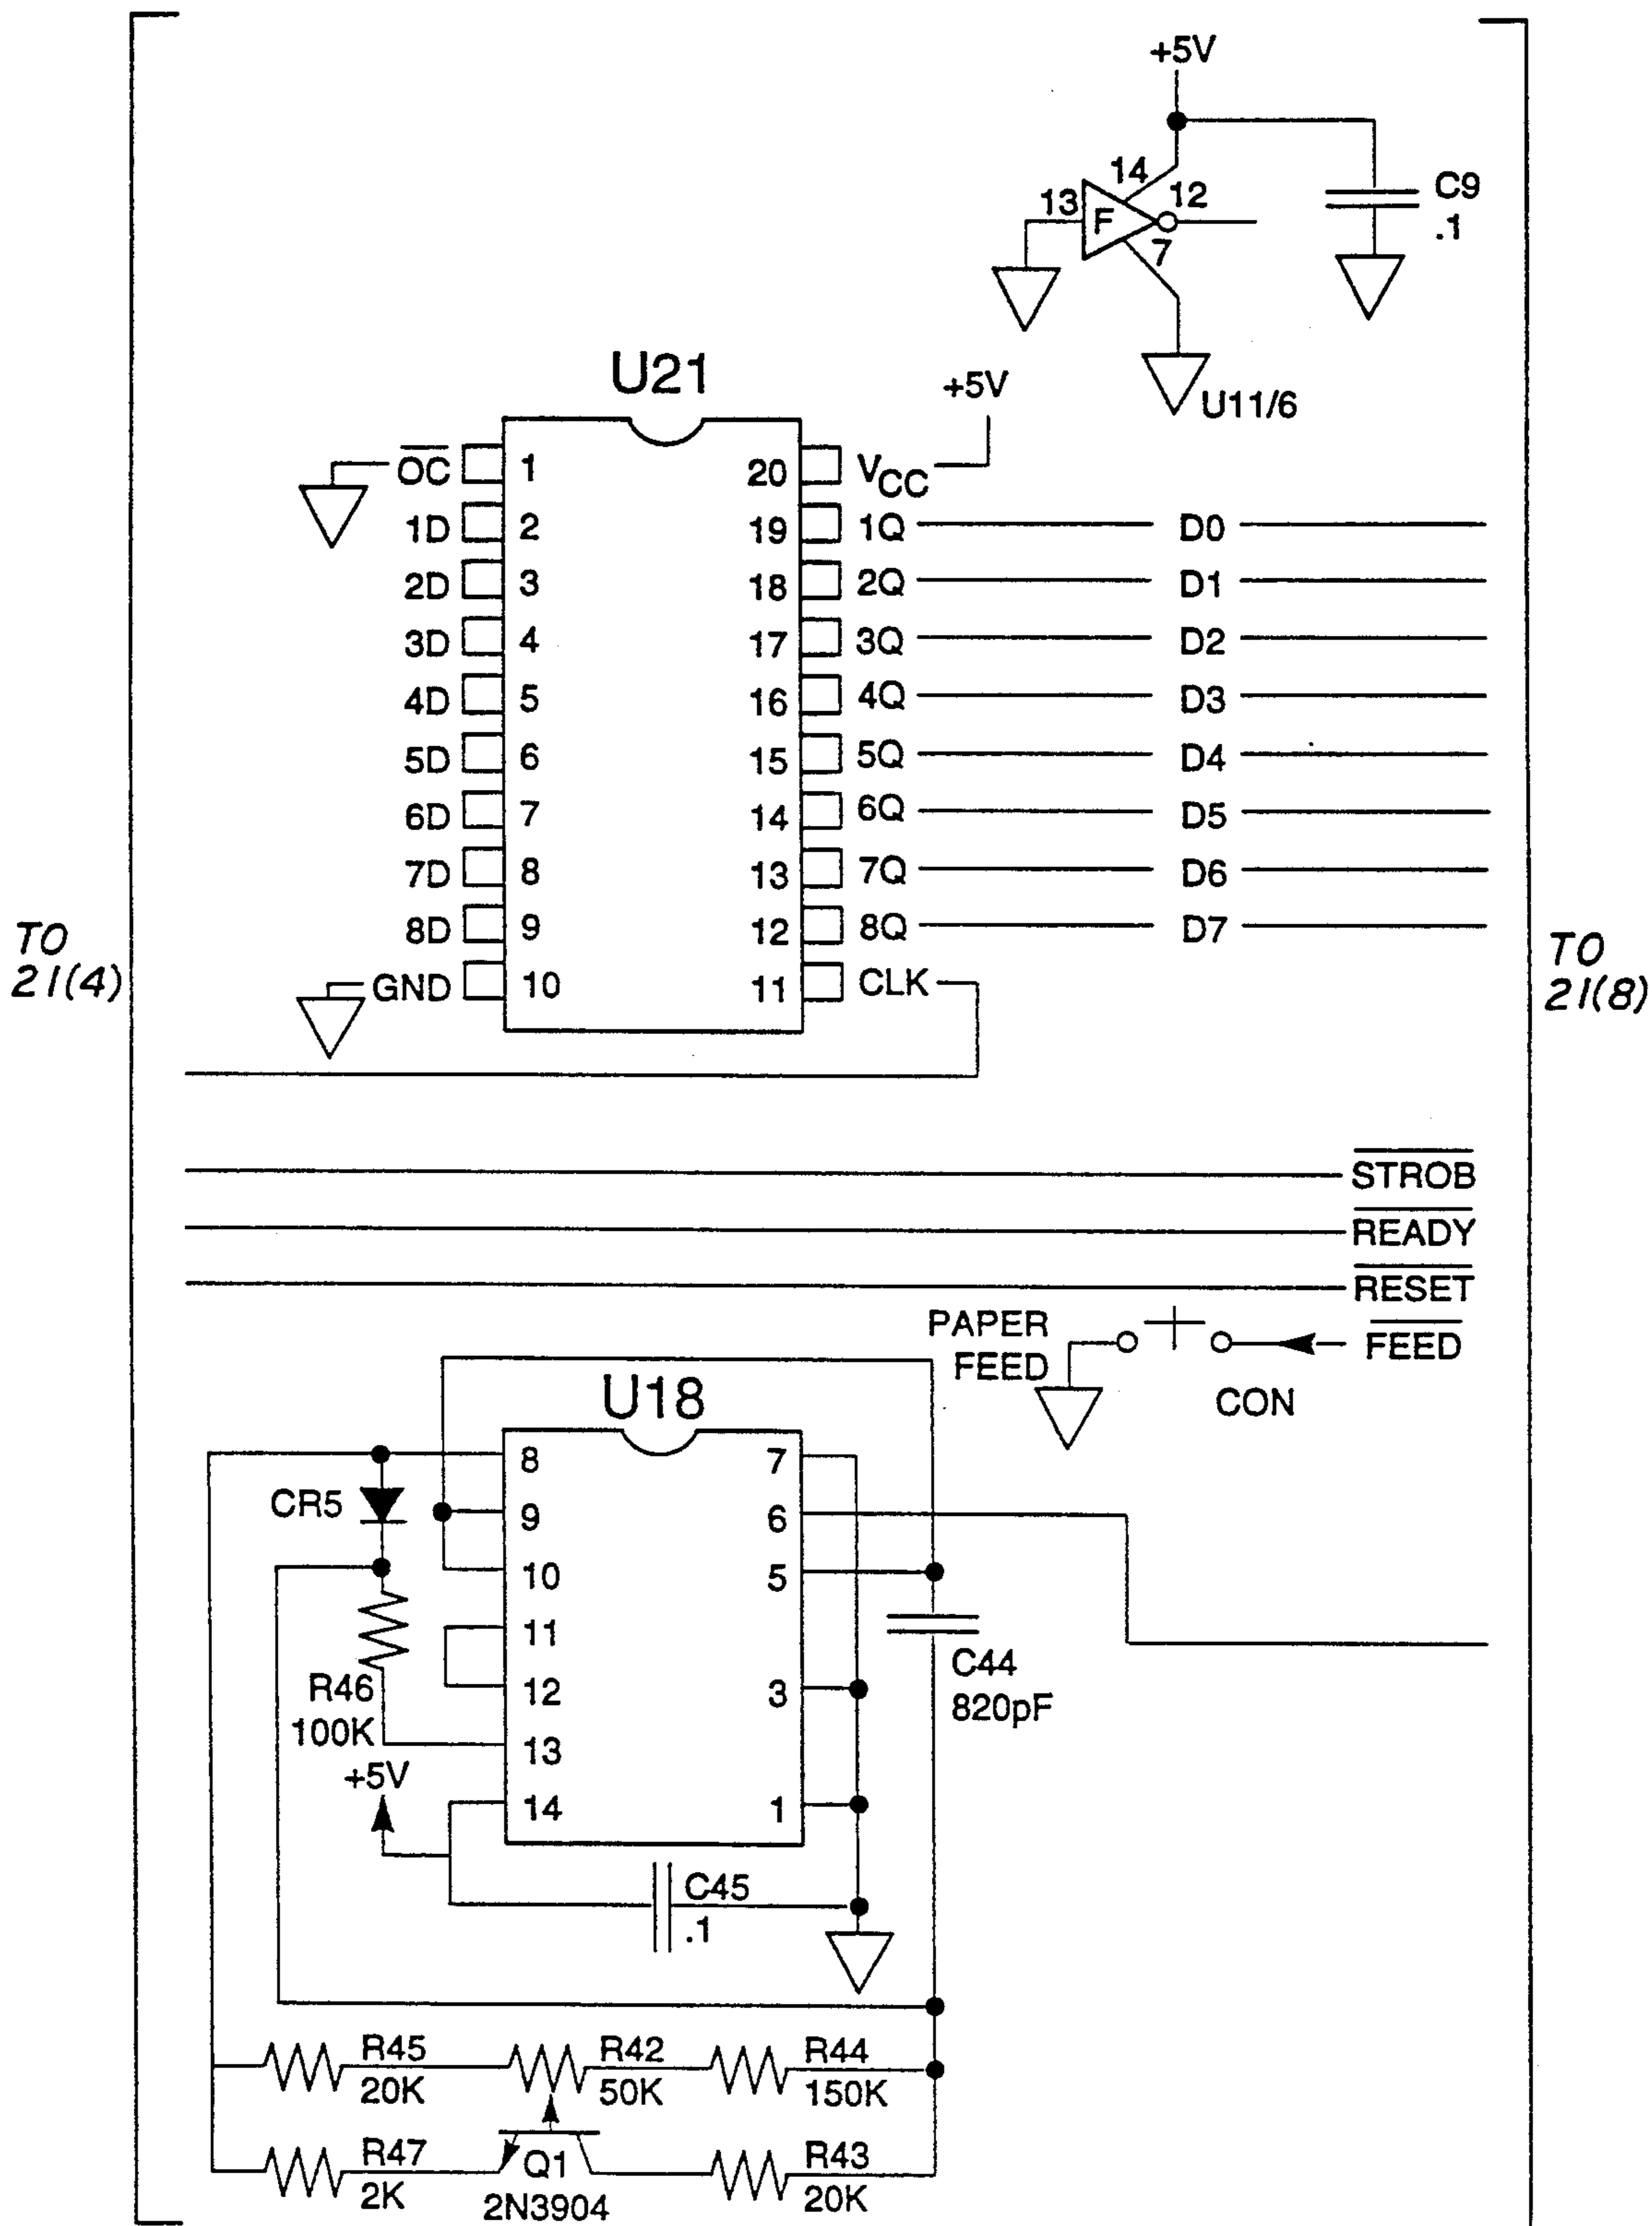 +5V
14
13
F
12
7
C9
.1
U11/6
U21
+5V
OC 1 20 VCC
1D 2 19 1Q D0
2D 3 18 2Q D1
3D 4 17 3Q D2
4D 5 16 4Q D3
5D 6 15 5Q D4
6D 7 14 6Q D5
7D 8 13 7Q D6
8D 9 12 8Q D7
GND 10 11 CLK
TO
21(4)
TO
21(8)
STROB
READY
RESET
PAPER
FEED
FEED
CON
U18
8 7
CR5
9 6
10 5
11
12 3
13
14 1
R46
100K
+5V
C44
820pF
C45
.1
R45
20K
R42
50K
R44
150K
R47
2K
Q1
2N3904
R43
20K